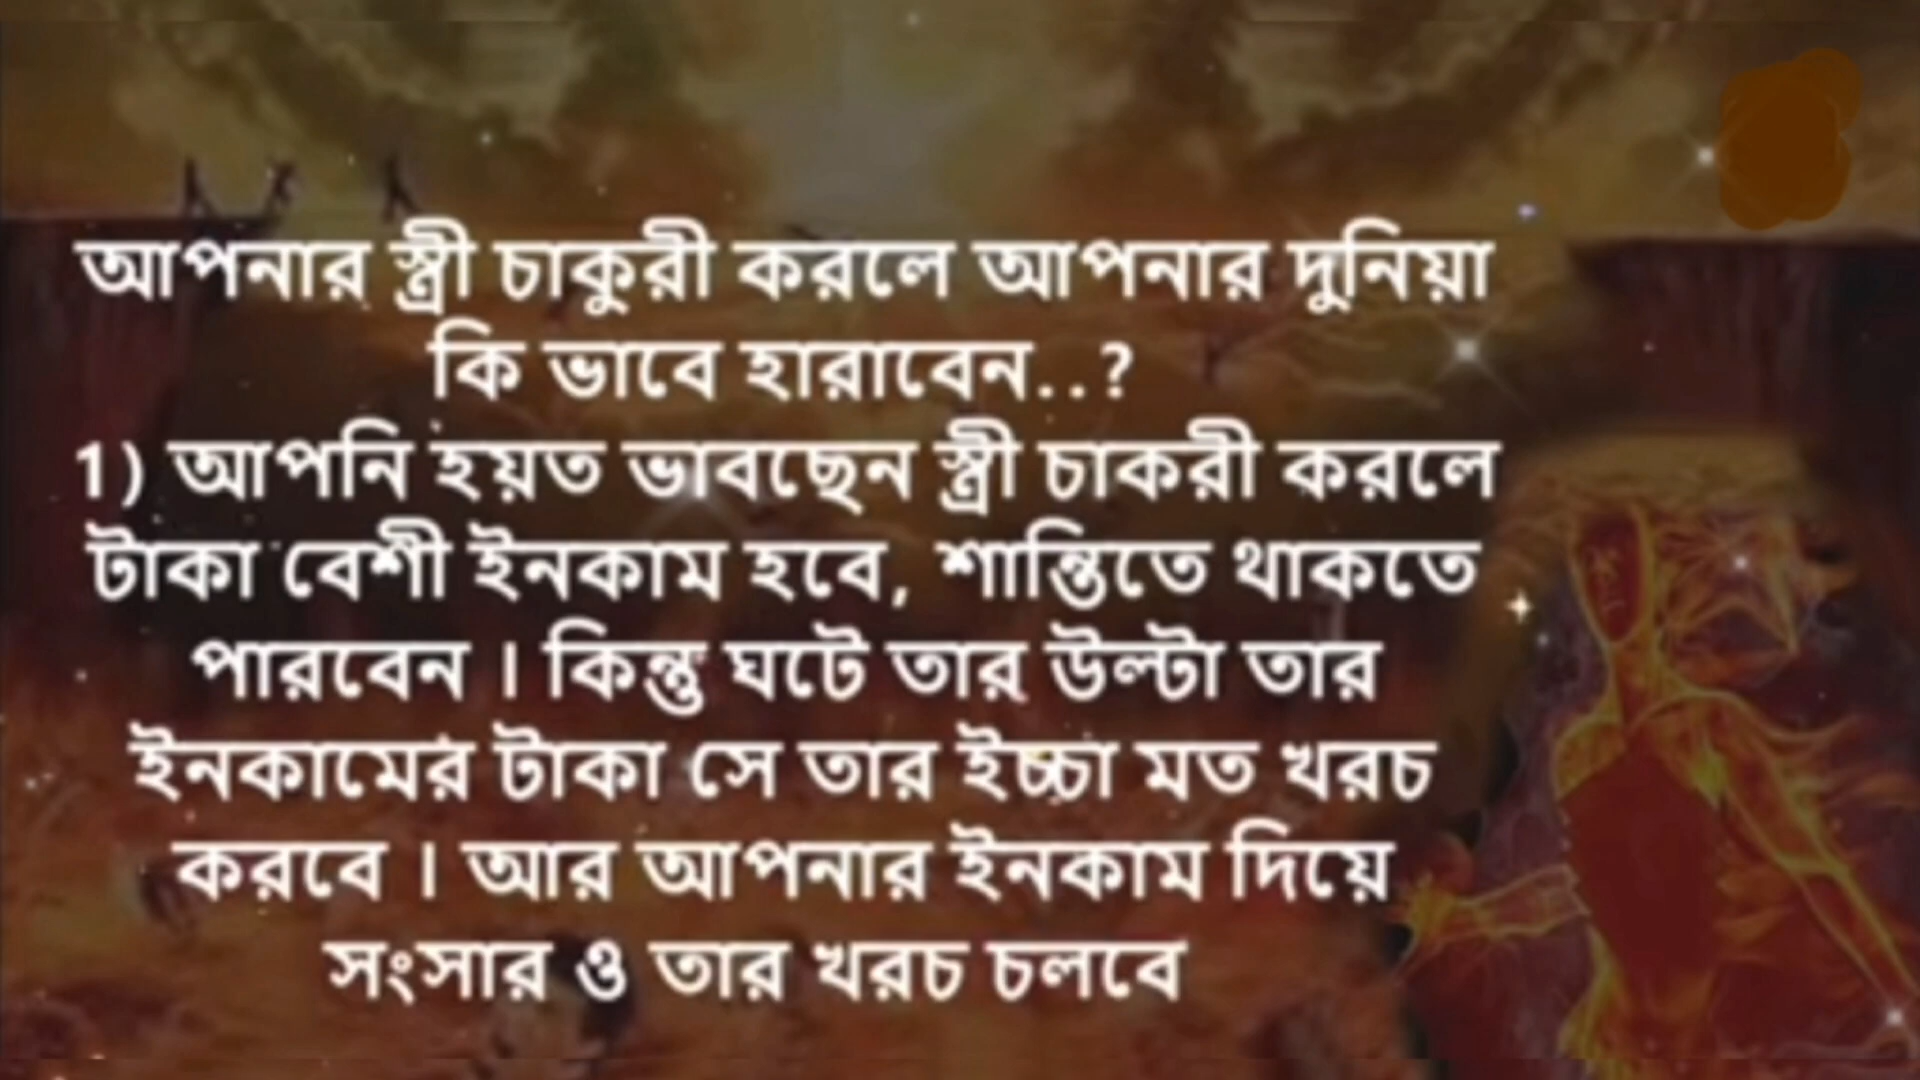 আপনার স্ত্রী চাকুরী করলে আপনার দুনিয়া
কি ভাবে হারাবেন..?
1) আপনি হয়ত ভাবছেন স্ত্রী চাকরী করলে
টাকা বেশী ইনকাম হবে, শান্তিতে থাকতে
পারবেন । কিন্তু ঘটে তার উল্টা তার
ইনকামের টাকা সে তার ইচ্চা মত খরচ
করবে । আর আপনার ইনকাম দিয়ে
সংসার ও তার খরচ চলবে